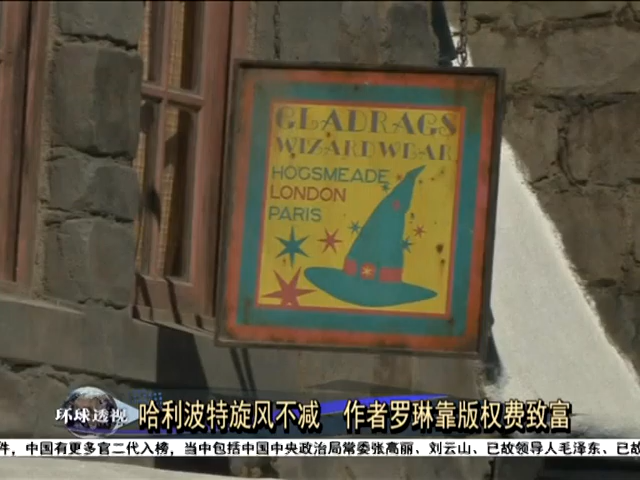 GLADRAGS
WIZARDWEAR
HOGSMEADE
LONDON
PARIS
环球透视
哈利波特旋风不减 作者罗琳靠版权费致富
件，中国有更多官二代入榜，当中包括中国中央政治局常委张高丽、刘云山、已故领导人毛泽东、已故